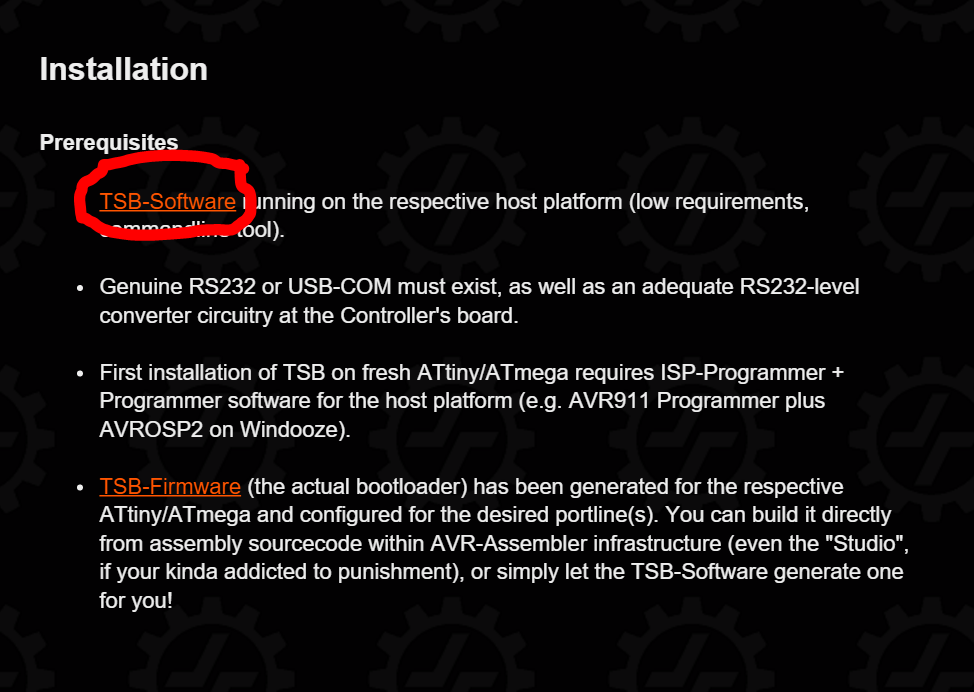 Installation
Prerequisites
TSB-Software running on the respective host platform (low requirements,
commandline tool).
• Genuine RS232 or USB-COM must exist, as well as an adequate RS232-level
converter circuitry at the Controller's board.
• First installation of TSB on fresh ATtiny/ATmega requires ISP-Programmer +
Programmer software for the host platform (e.g. AVR911 Programmer plus
AVROSP2 on Windooze).
• TSB-Firmware (the actual bootloader) has been generated for the respective
ATtiny/ATmega and configured for the desired portline(s). You can build it directly
from assembly sourcecode within AVR-Assembler infrastructure (even the "Studio",
if your kinda addicted to punishment), or simply let the TSB-Software generate one
for you!